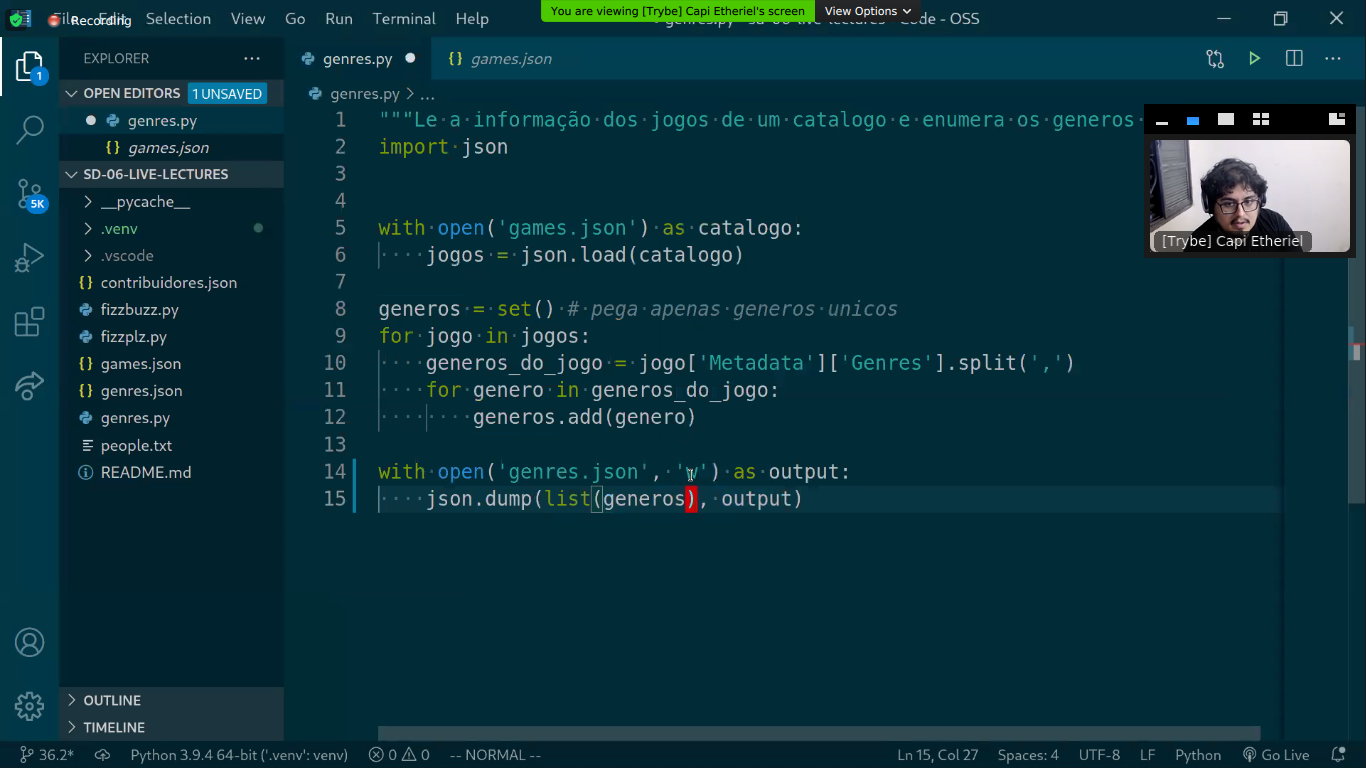 Recording
File Edit Selection View Go Run Terminal Help
You are viewing [Trybe] Capi Etheriel's screen
View Options
Code - OSS
EXPLORER
genres.py
games.json
OPEN EDITORS 1 UNSAVED
genres.py
games.json
SD-06-LIVE-LECTURES
__pycache__
.venv
.vscode
contribuidores.json
fizzbuzz.py
fizzplz.py
games.json
genres.json
genres.py
people.txt
README.md
OUTLINE
TIMELINE
1
5K
genres.py > ...
1 """Le a informação dos jogos de um catalogo e enumera os generos
2 import json
3
4
5 with open('games.json') as catalogo:
6 jogos = json.load(catalogo)
7
8 generos = set() # pega apenas generos unicos
9 for jogo in jogos:
10 generos_do_jogo = jogo['Metadata']['Genres'].split(',')
11 for genero in generos_do_jogo:
12 generos.add(genero)
13
14 with open('genres.json', 'w') as output:
15 json.dump(list(generos), output)
[Trybe] Capi Etheriel
36.2* Python 3.9.4 64-bit ('.venv': venv) 0 0 -- NORMAL -- Ln 15, Col 27 Spaces: 4 UTF-8 LF Python Go Live